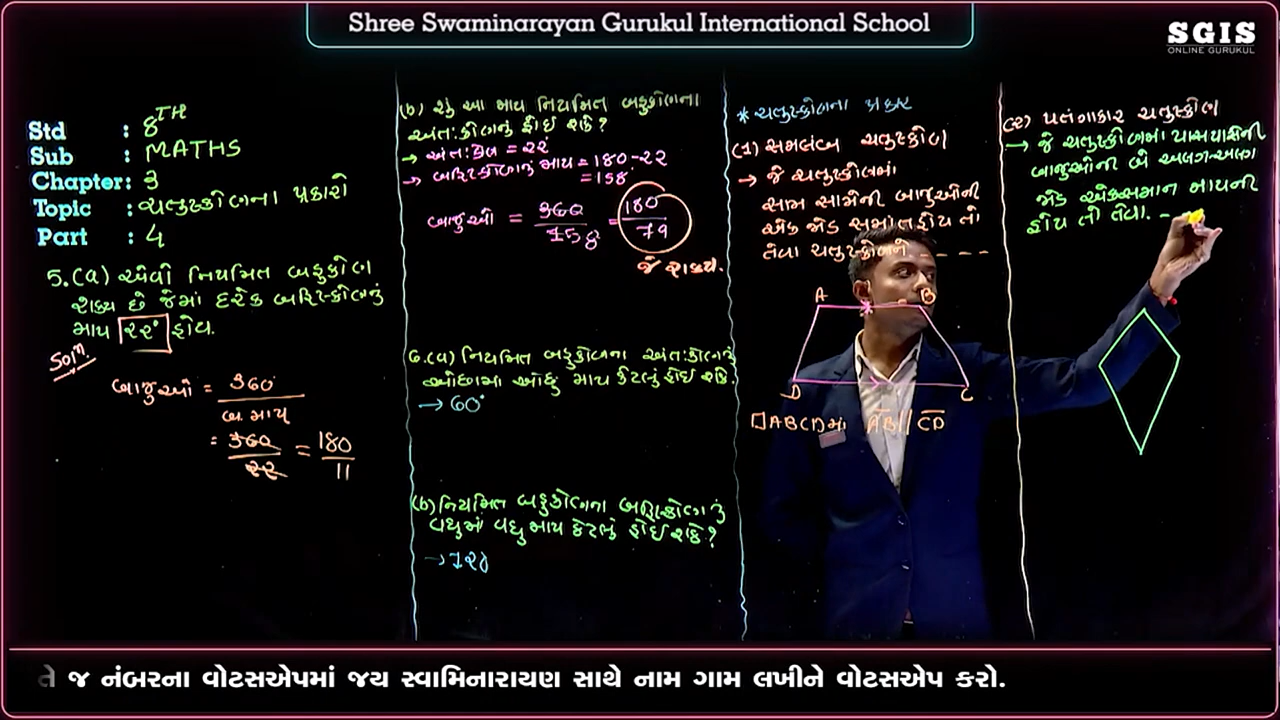 Shree Swaminarayan Gurukul International School
SGIS
ONLINE GURUKUL
Std : 8TH
Sub : MATHS
Chapter: 3
Topic : ચતુષ્કોણના પ્રકારો
Part : 4
5.(a) એવો નિયમિત બહુકોણ
શક્ય છે જેમાં દરેક બહિષ્કોણનું
માપ ૨૨° હોય.
Soln.
બાજુઓ = 360° / બ. માપ
= 360 / ૨૨ = 180 / 11
(b) શું આ માપ નિયમિત બહુકોણના
અંત:કોણનું હોઈ શકે?
→ અંત:કોણ = ૨૨
→ બહિષ્કોણનું માપ = 180-૨૨
= 158°
બાજુઓ = 360 / 158 = 180 / 79
જે શક્ય.
6.(a) નિયમિત બહુકોણના અંત:કોણનું
ઓછામાં ઓછું માપ કેટલું હોઈ શકે.
→ 60°
(b) નિયમિત બહુકોણના બહિષ્કોણનું
વધુમાં વધુ માપ કેટલું હોઈ શકે?
→ 120
* ચતુષ્કોણના પ્રકાર
(1) સમલંબ ચતુષ્કોણ
→ જે ચતુષ્કોણમાં
સામ સામેની બાજુઓની
એક જોડ સમાંતર હોય તો
તેવા ચતુષ્કોણને - - -
A B
D C
□ABCDમાં AB || CD
(૨) પતંગાકાર ચતુષ્કોણ
→ જે ચતુષ્કોણમાં પાસપાસેની
બાજુઓની બે અલગ-અલગ
જોડ એકસમાન માપની
હોય તો તેવા. -
તે જ નંબરના વોટસએપમાં જય સ્વામિનારાયણ સાથે નામ ગામ લખીને વોટસએપ કરો.